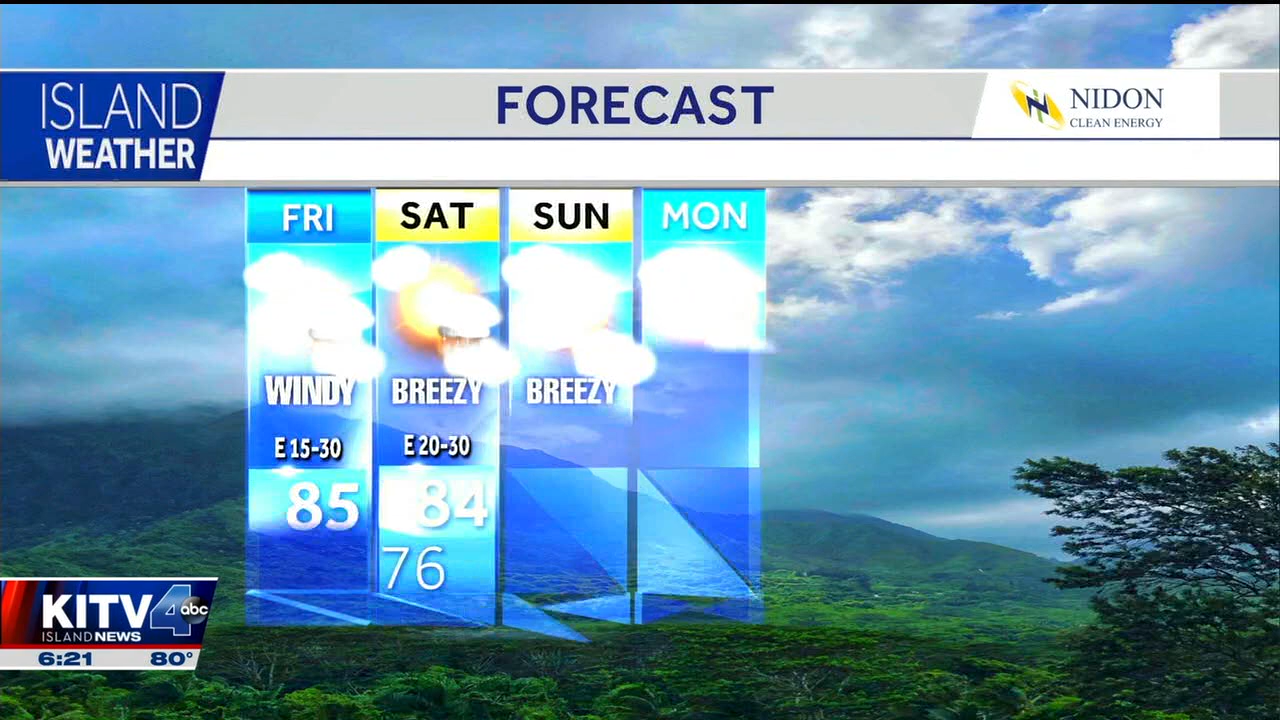 ISLAND
WEATHER
FORECAST
NIDON
CLEAN ENERGY
FRI
SAT
SUN
MON
WINDY
BREEZY
BREEZY
E 15-30
E 20-30
85
84
76
KITV4
abc
ISLAND NEWS
6:21
80°